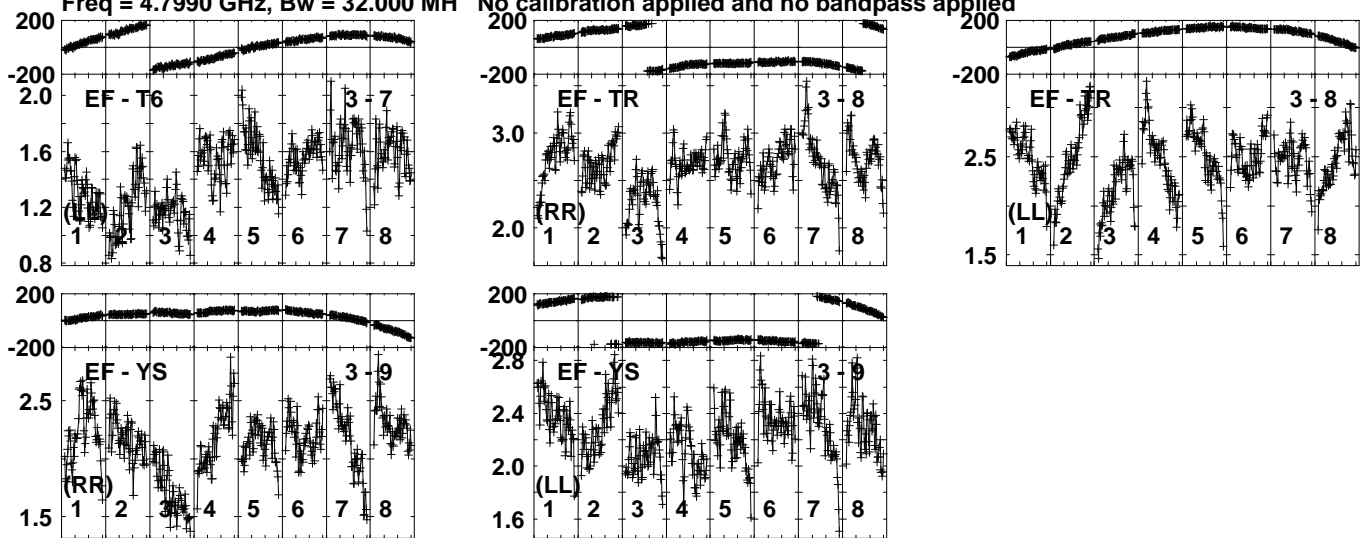 Freq = 4.7990 GHz, Bw = 32.000 MH No calibration applied and no bandpass applied
200
-200
2.0
1.6
1.2
0.8
EF - T6 3 - 7
(LL)
1 2 3 4 5 6 7 8
200
-200
3.0
2.0
EF - TR 3 - 8
(RR)
1 2 3 4 5 6 7 8
200
-200
2.5
1.5
EF - TR 3 - 8
(LL)
1 2 3 4 5 6 7 8
200
-200
2.5
1.5
EF - YS 3 - 9
(RR)
1 2 3 4 5 6 7 8
200
-200
2.8
2.4
2.0
1.6
EF - YS 3 - 9
(LL)
1 2 3 4 5 6 7 8